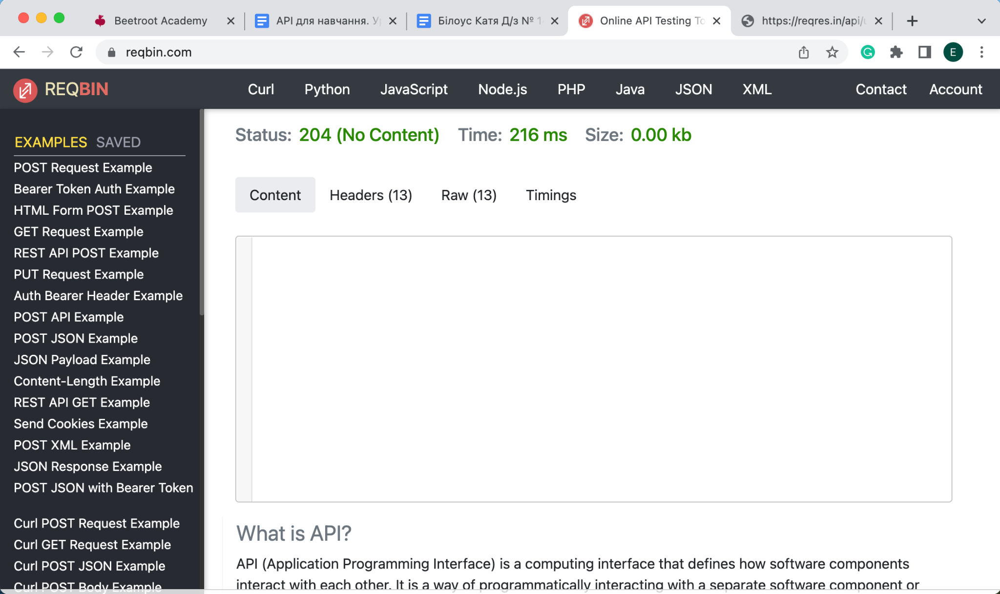 Beetroot Academy
API для навчання. У
Білоус Катя Д/з №
Online API Testing To
https://reqres.in/api/
reqbin.com
E
REQBIN
Curl Python JavaScript Node.js PHP Java JSON XML Contact Account
EXAMPLES SAVED
POST Request Example
Bearer Token Auth Example
HTML Form POST Example
GET Request Example
REST API POST Example
PUT Request Example
Auth Bearer Header Example
POST API Example
POST JSON Example
JSON Payload Example
Content-Length Example
REST API GET Example
Send Cookies Example
POST XML Example
JSON Response Example
POST JSON with Bearer Token
Curl POST Request Example
Curl GET Request Example
Curl POST JSON Example
Curl POST Body Example
Status: 204 (No Content) Time: 216 ms Size: 0.00 kb
Content Headers (13) Raw (13) Timings
What is API?
API (Application Programming Interface) is a computing interface that defines how software components
interact with each other. It is a way of programmatically interacting with a separate software component or